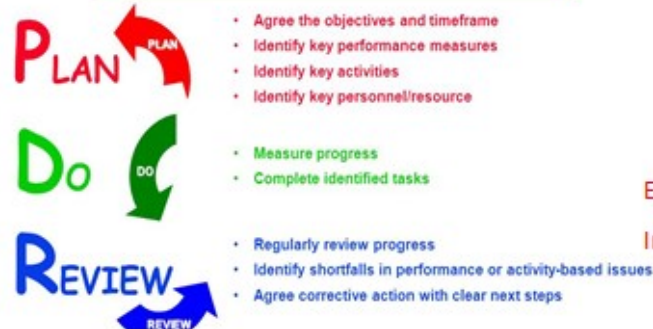 PLAN
PLAN
• Agree the objectives and timeframe
• Identify key performance measures
• Identify key activities
• Identify key personnel/resource
DO
DO
• Measure progress
• Complete identified tasks
REVIEW
REVIEW
• Regularly review progress
• Identify shortfalls in performance or activity-based issues
• Agree corrective action with clear next steps